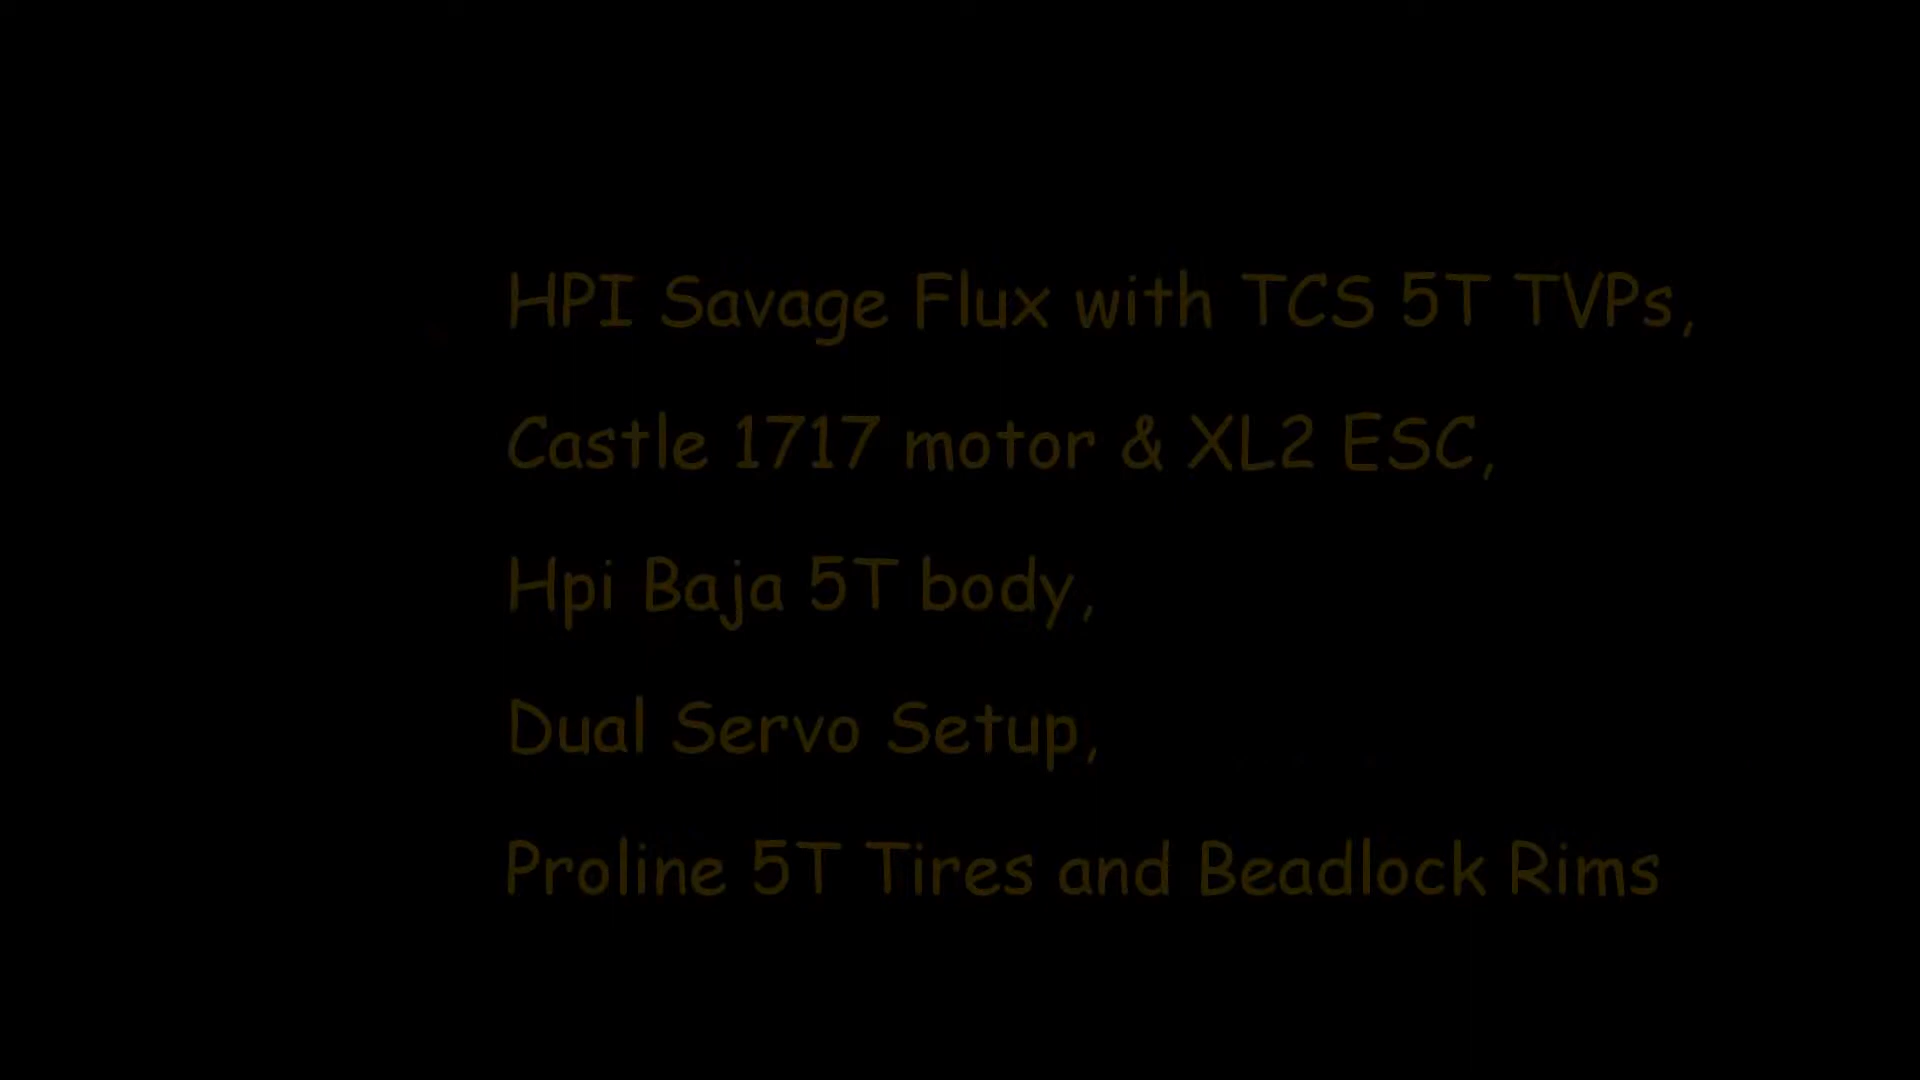 HPI Savage Flux with TCS 5T TVPs,
Castle 1717 motor & XL2 ESC,
Hpi Baja 5T body,
Dual Servo Setup,
Proline 5T Tires and Beadlock Rims